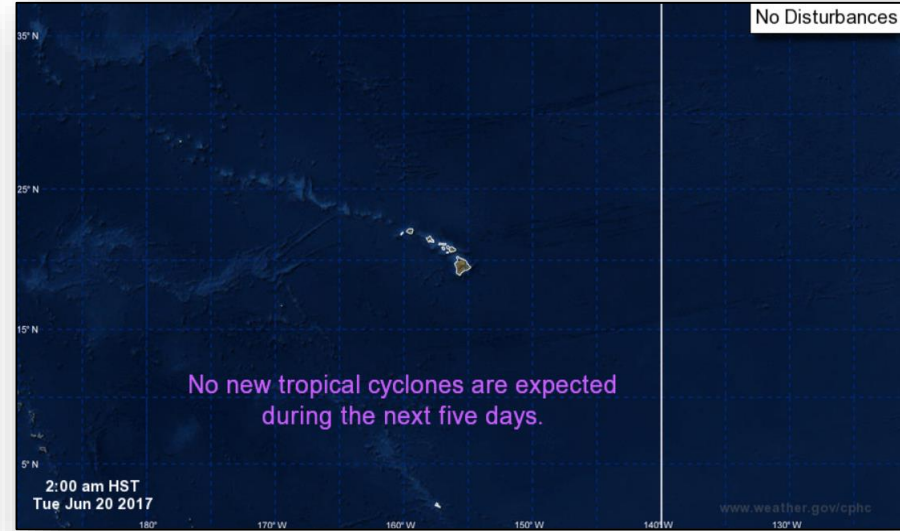 No Disturbances
35° N
25° N
15° N
No new tropical cyclones are expected
during the next five days.
5° N
2:00 am HST
Tue Jun 20 2017
www.weather.gov/cphc
180°
170° W
160° W
150° W
140° W
130° W